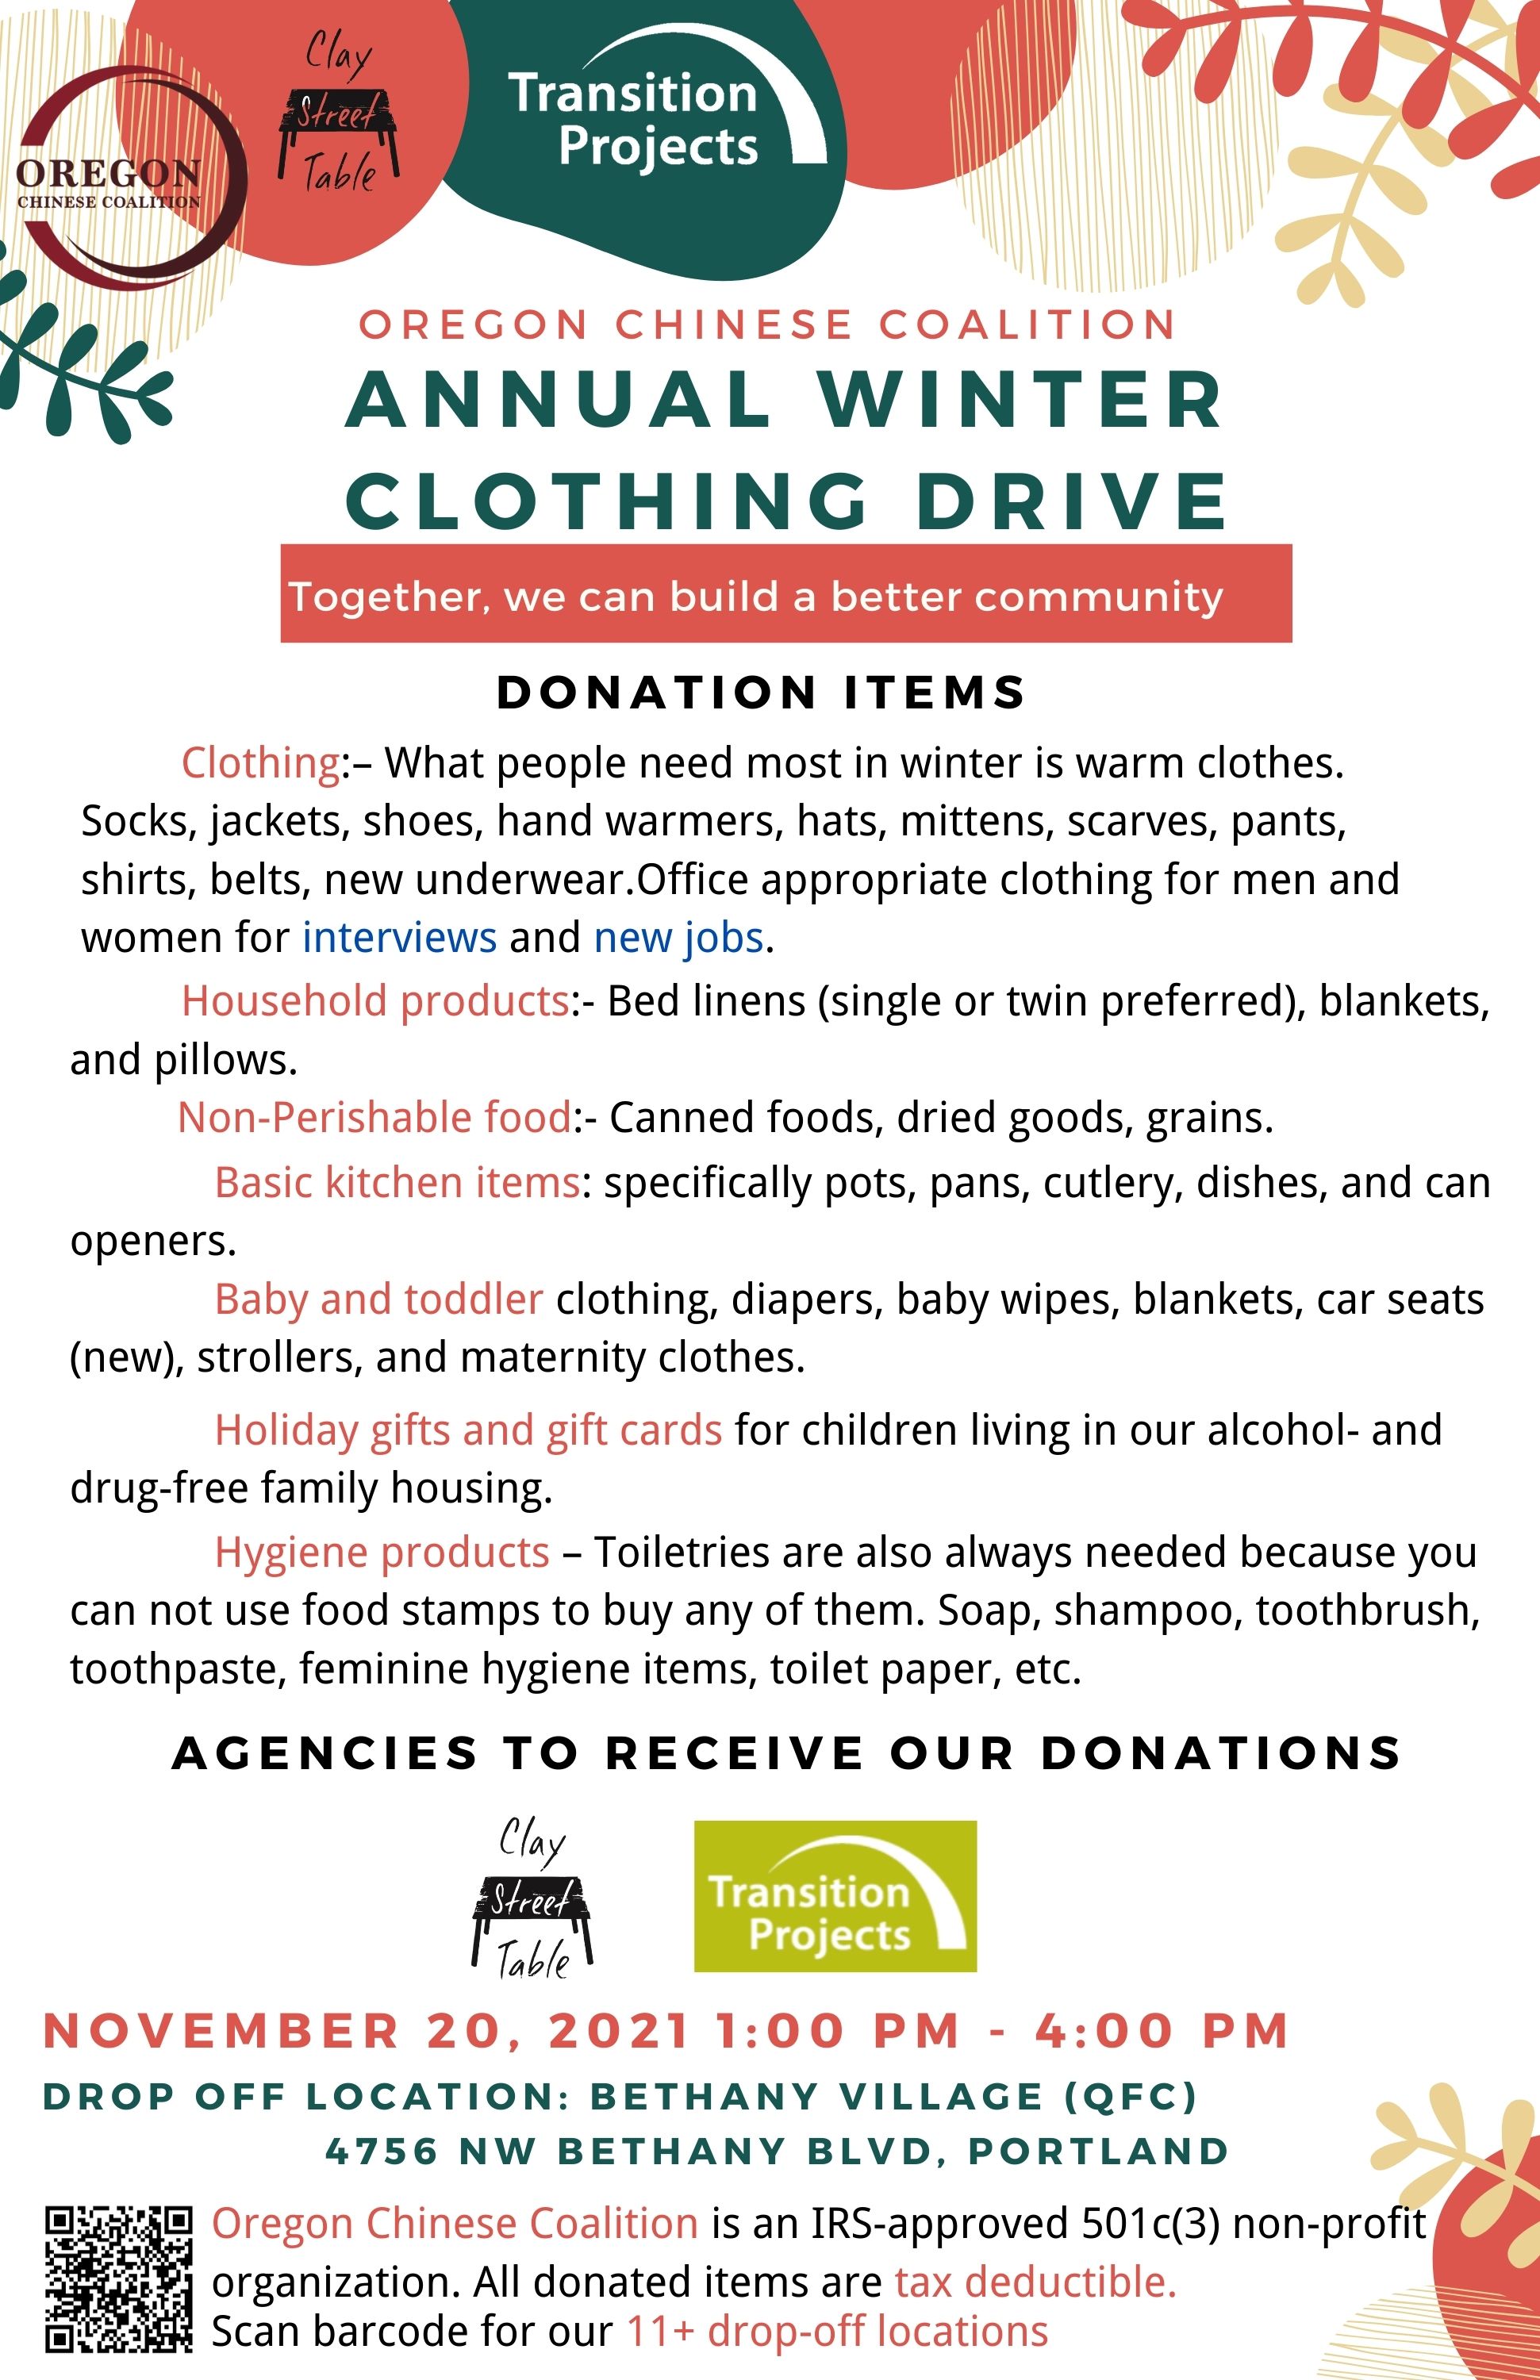 OREGON
CHINESE COALITION
Clay
Street
Table
Transition
Projects
OREGON CHINESE COALITION
ANNUAL WINTER
CLOTHING DRIVE
Together, we can build a better community
DONATION ITEMS
Clothing:– What people need most in winter is warm clothes.
Socks, jackets, shoes, hand warmers, hats, mittens, scarves, pants,
shirts, belts, new underwear.Office appropriate clothing for men and
women for interviews and new jobs.
Household products:- Bed linens (single or twin preferred), blankets,
and pillows.
Non-Perishable food:- Canned foods, dried goods, grains.
Basic kitchen items: specifically pots, pans, cutlery, dishes, and can
openers.
Baby and toddler clothing, diapers, baby wipes, blankets, car seats
(new), strollers, and maternity clothes.
Holiday gifts and gift cards for children living in our alcohol- and
drug-free family housing.
Hygiene products – Toiletries are also always needed because you
can not use food stamps to buy any of them. Soap, shampoo, toothbrush,
toothpaste, feminine hygiene items, toilet paper, etc.
AGENCIES TO RECEIVE OUR DONATIONS
Clay
Street
Table
Transition
Projects
NOVEMBER 20, 2021 1:00 PM - 4:00 PM
DROP OFF LOCATION: BETHANY VILLAGE (QFC)
4756 NW BETHANY BLVD, PORTLAND
Oregon Chinese Coalition is an IRS-approved 501c(3) non-profit
organization. All donated items are tax deductible.
Scan barcode for our 11+ drop-off locations